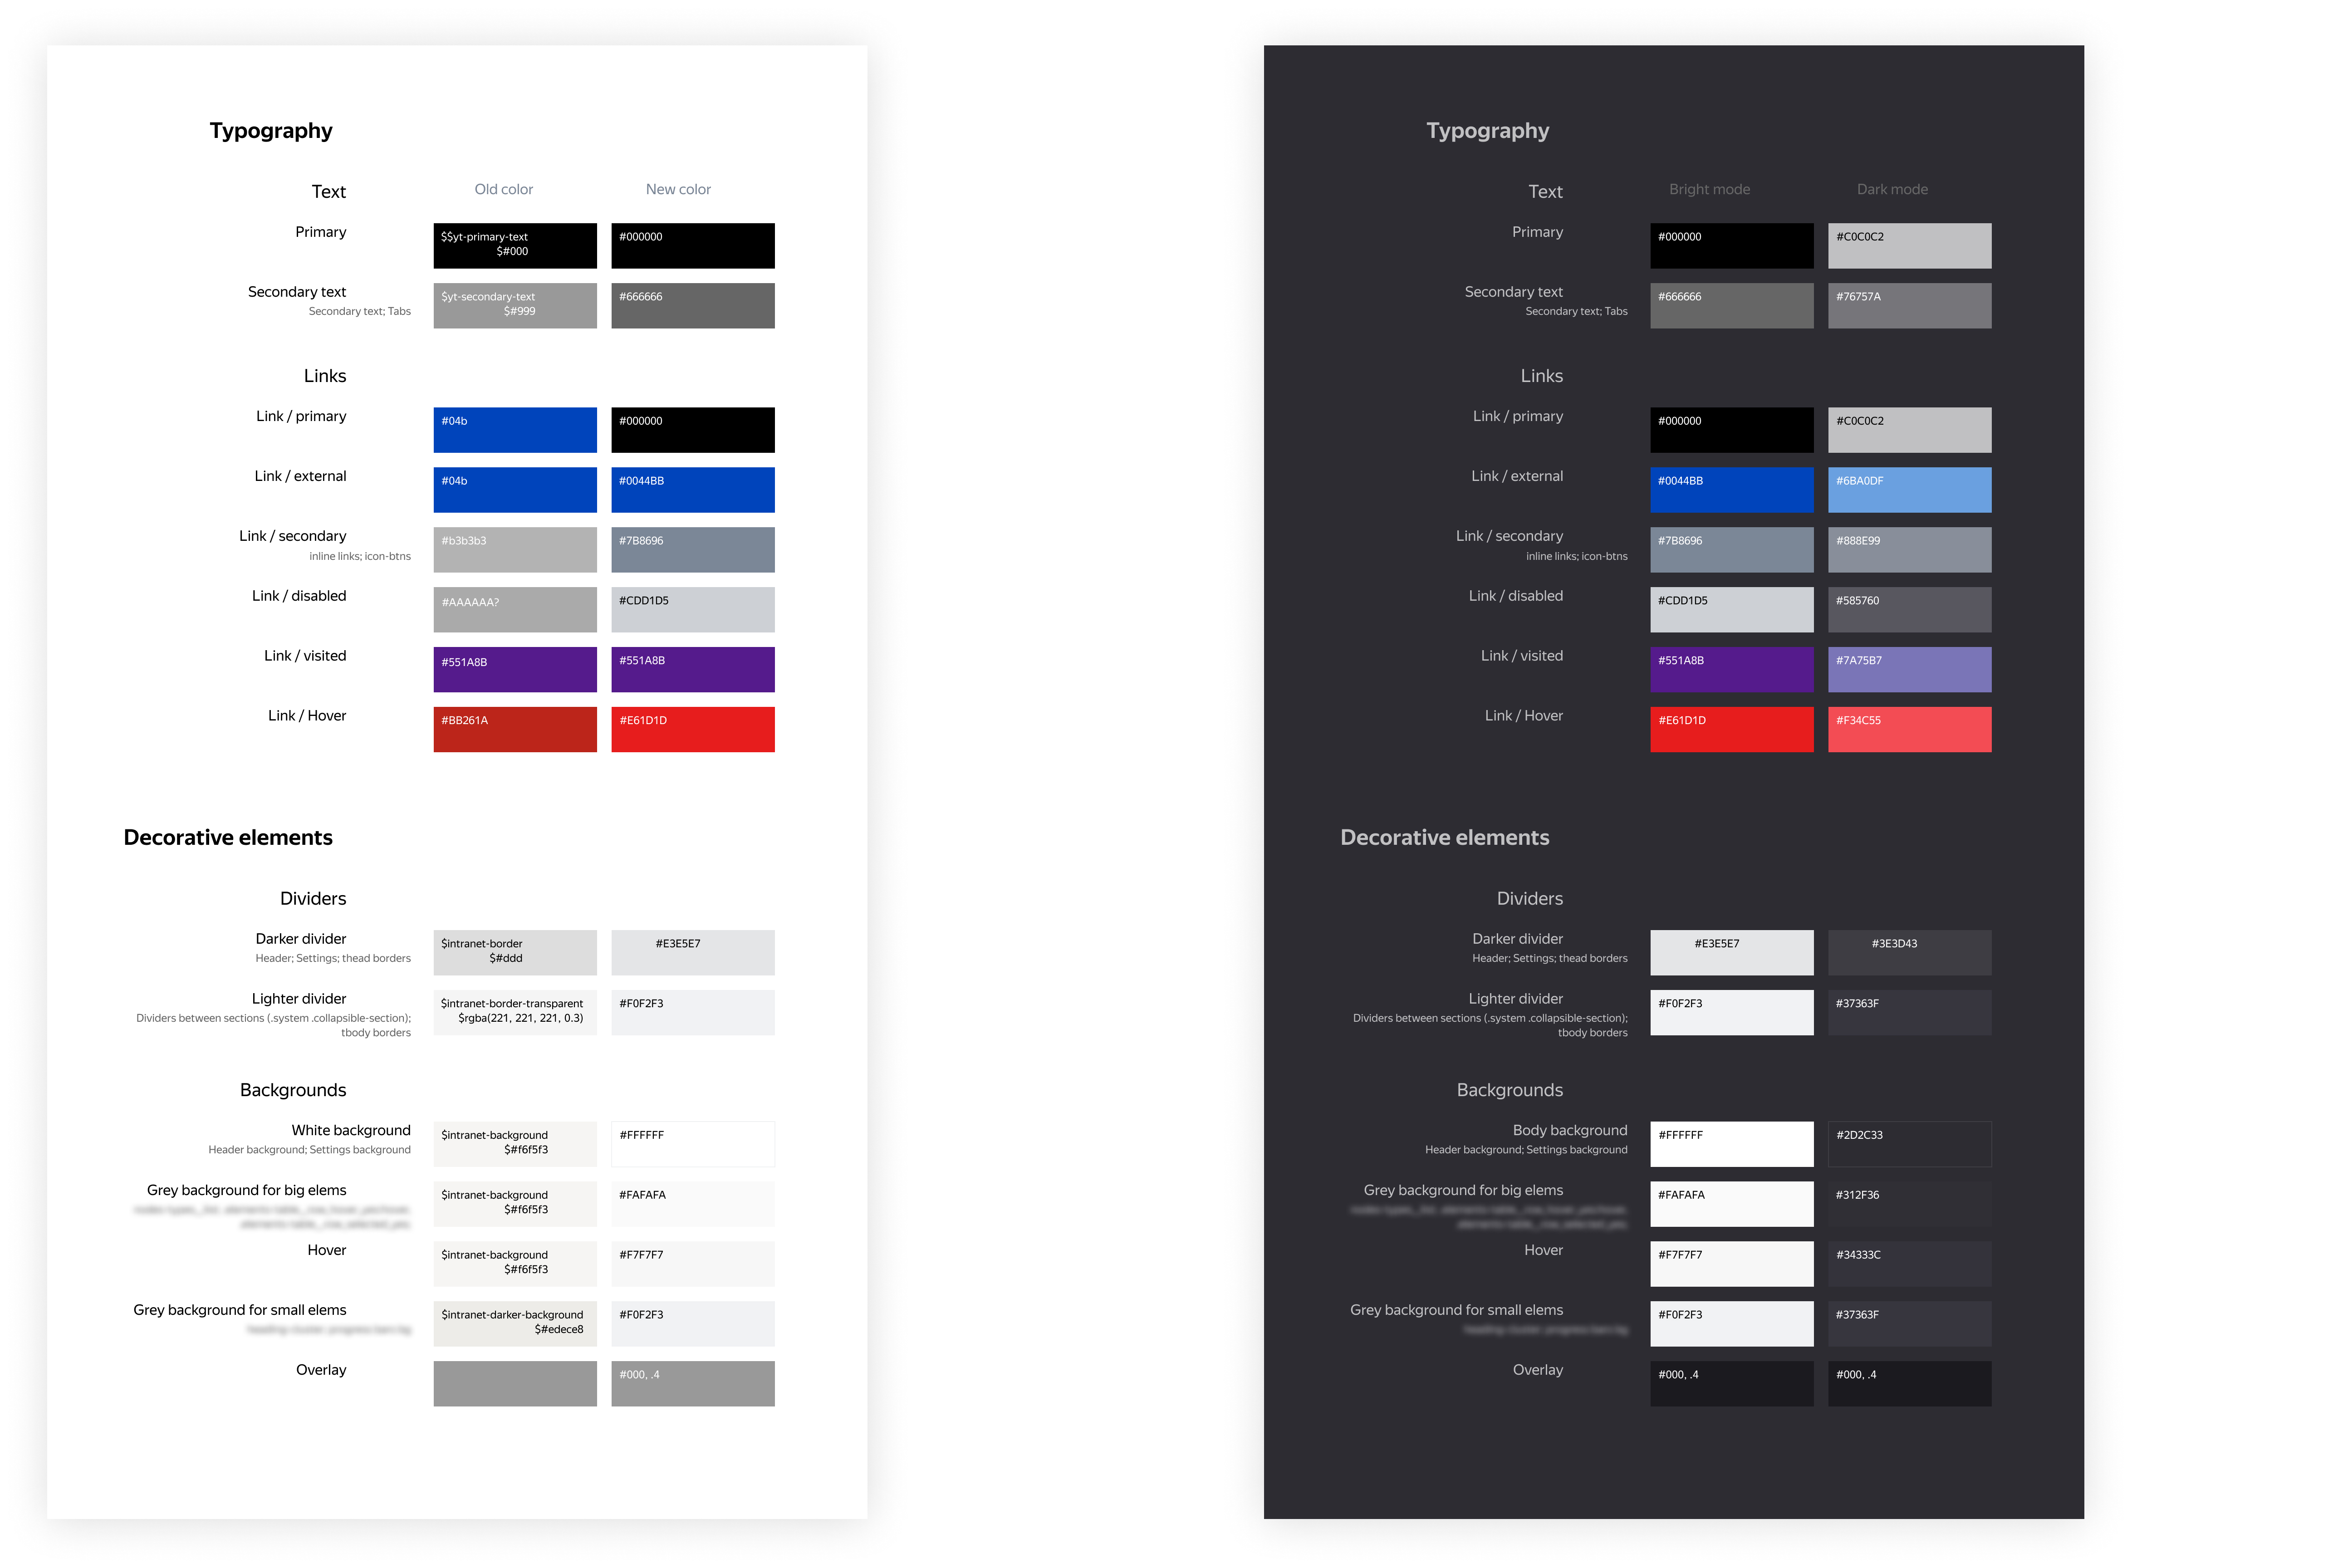 Typography
Text Old color New color
Primary $$yt-primary-text #000000
$#000
Secondary text $yt-secondary-text #666666
Secondary text; Tabs $#999
Links
Link / primary #04b #000000
Link / external #04b #0044BB
Link / secondary #b3b3b3 #7B8696
inline links; icon-btns
Link / disabled #AAAAAA? #CDD1D5
Link / visited #551A8B #551A8B
Link / Hover #BB261A #E61D1D
Decorative elements
Dividers
Darker divider $intranet-border #E3E5E7
Header; Settings; thead borders $#ddd
Lighter divider $intranet-border-transparent #F0F2F3
Dividers between sections (.system .collapsible-section); $rgba(221, 221, 221, 0.3)
tbody borders
Backgrounds
White background $intranet-background #FFFFFF
Header background; Settings background $#f6f5f3
Grey background for big elems $intranet-background #FAFAFA
$#f6f5f3
Hover $intranet-background #F7F7F7
$#f6f5f3
Grey background for small elems $intranet-darker-background #F0F2F3
$#edece8
Overlay #000, .4
Typography
Text Bright mode Dark mode
Primary #000000 #C0C0C2
Secondary text #666666 #76757A
Secondary text; Tabs
Links
Link / primary #000000 #C0C0C2
Link / external #0044BB #6BA0DF
Link / secondary #7B8696 #888E99
inline links; icon-btns
Link / disabled #CDD1D5 #585760
Link / visited #551A8B #7A75B7
Link / Hover #E61D1D #F34C55
Decorative elements
Dividers
Darker divider #E3E5E7 #3E3D43
Header; Settings; thead borders
Lighter divider #F0F2F3 #37363F
Dividers between sections (.system .collapsible-section);
tbody borders
Backgrounds
Body background #FFFFFF #2D2C33
Header background; Settings background
Grey background for big elems #FAFAFA #312F36
Hover #F7F7F7 #34333C
Grey background for small elems #F0F2F3 #37363F
Overlay #000, .4 #000, .4